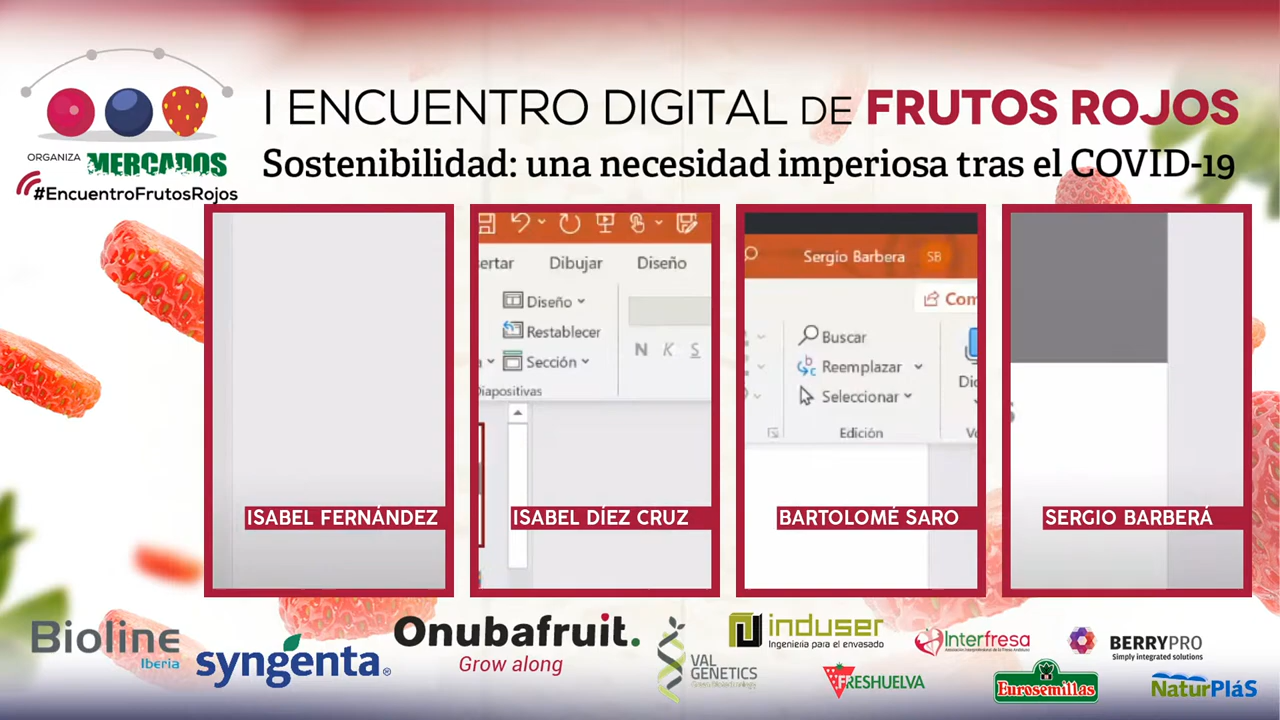 I ENCUENTRO DIGITAL DE FRUTOS ROJOS
Sostenibilidad: una necesidad imperiosa tras el COVID-19
ORGANIZA MERCADOS
#EncuentroFrutosRojos
ertar Dibujar Diseño
Diseño
Restablecer
Sección
N K S
Diapositivas
ISABEL FERNÁNDEZ
ISABEL DÍEZ CRUZ
Sergio Barbera SB
Com
Buscar
Reemplazar
Seleccionar
Dic
Edición
BARTOLOMÉ SARO
SERGIO BARBERÁ
Bioline
Iberia
syngenta®
Onubafruit.
Grow along
VAL
GENETICS
Green Biotechnology
induser
Ingeniería para el envasado
FRESHUELVA
Interfresa
BERRYPRO
Simply integrated solutions
Eurosemillas
NaturPláS